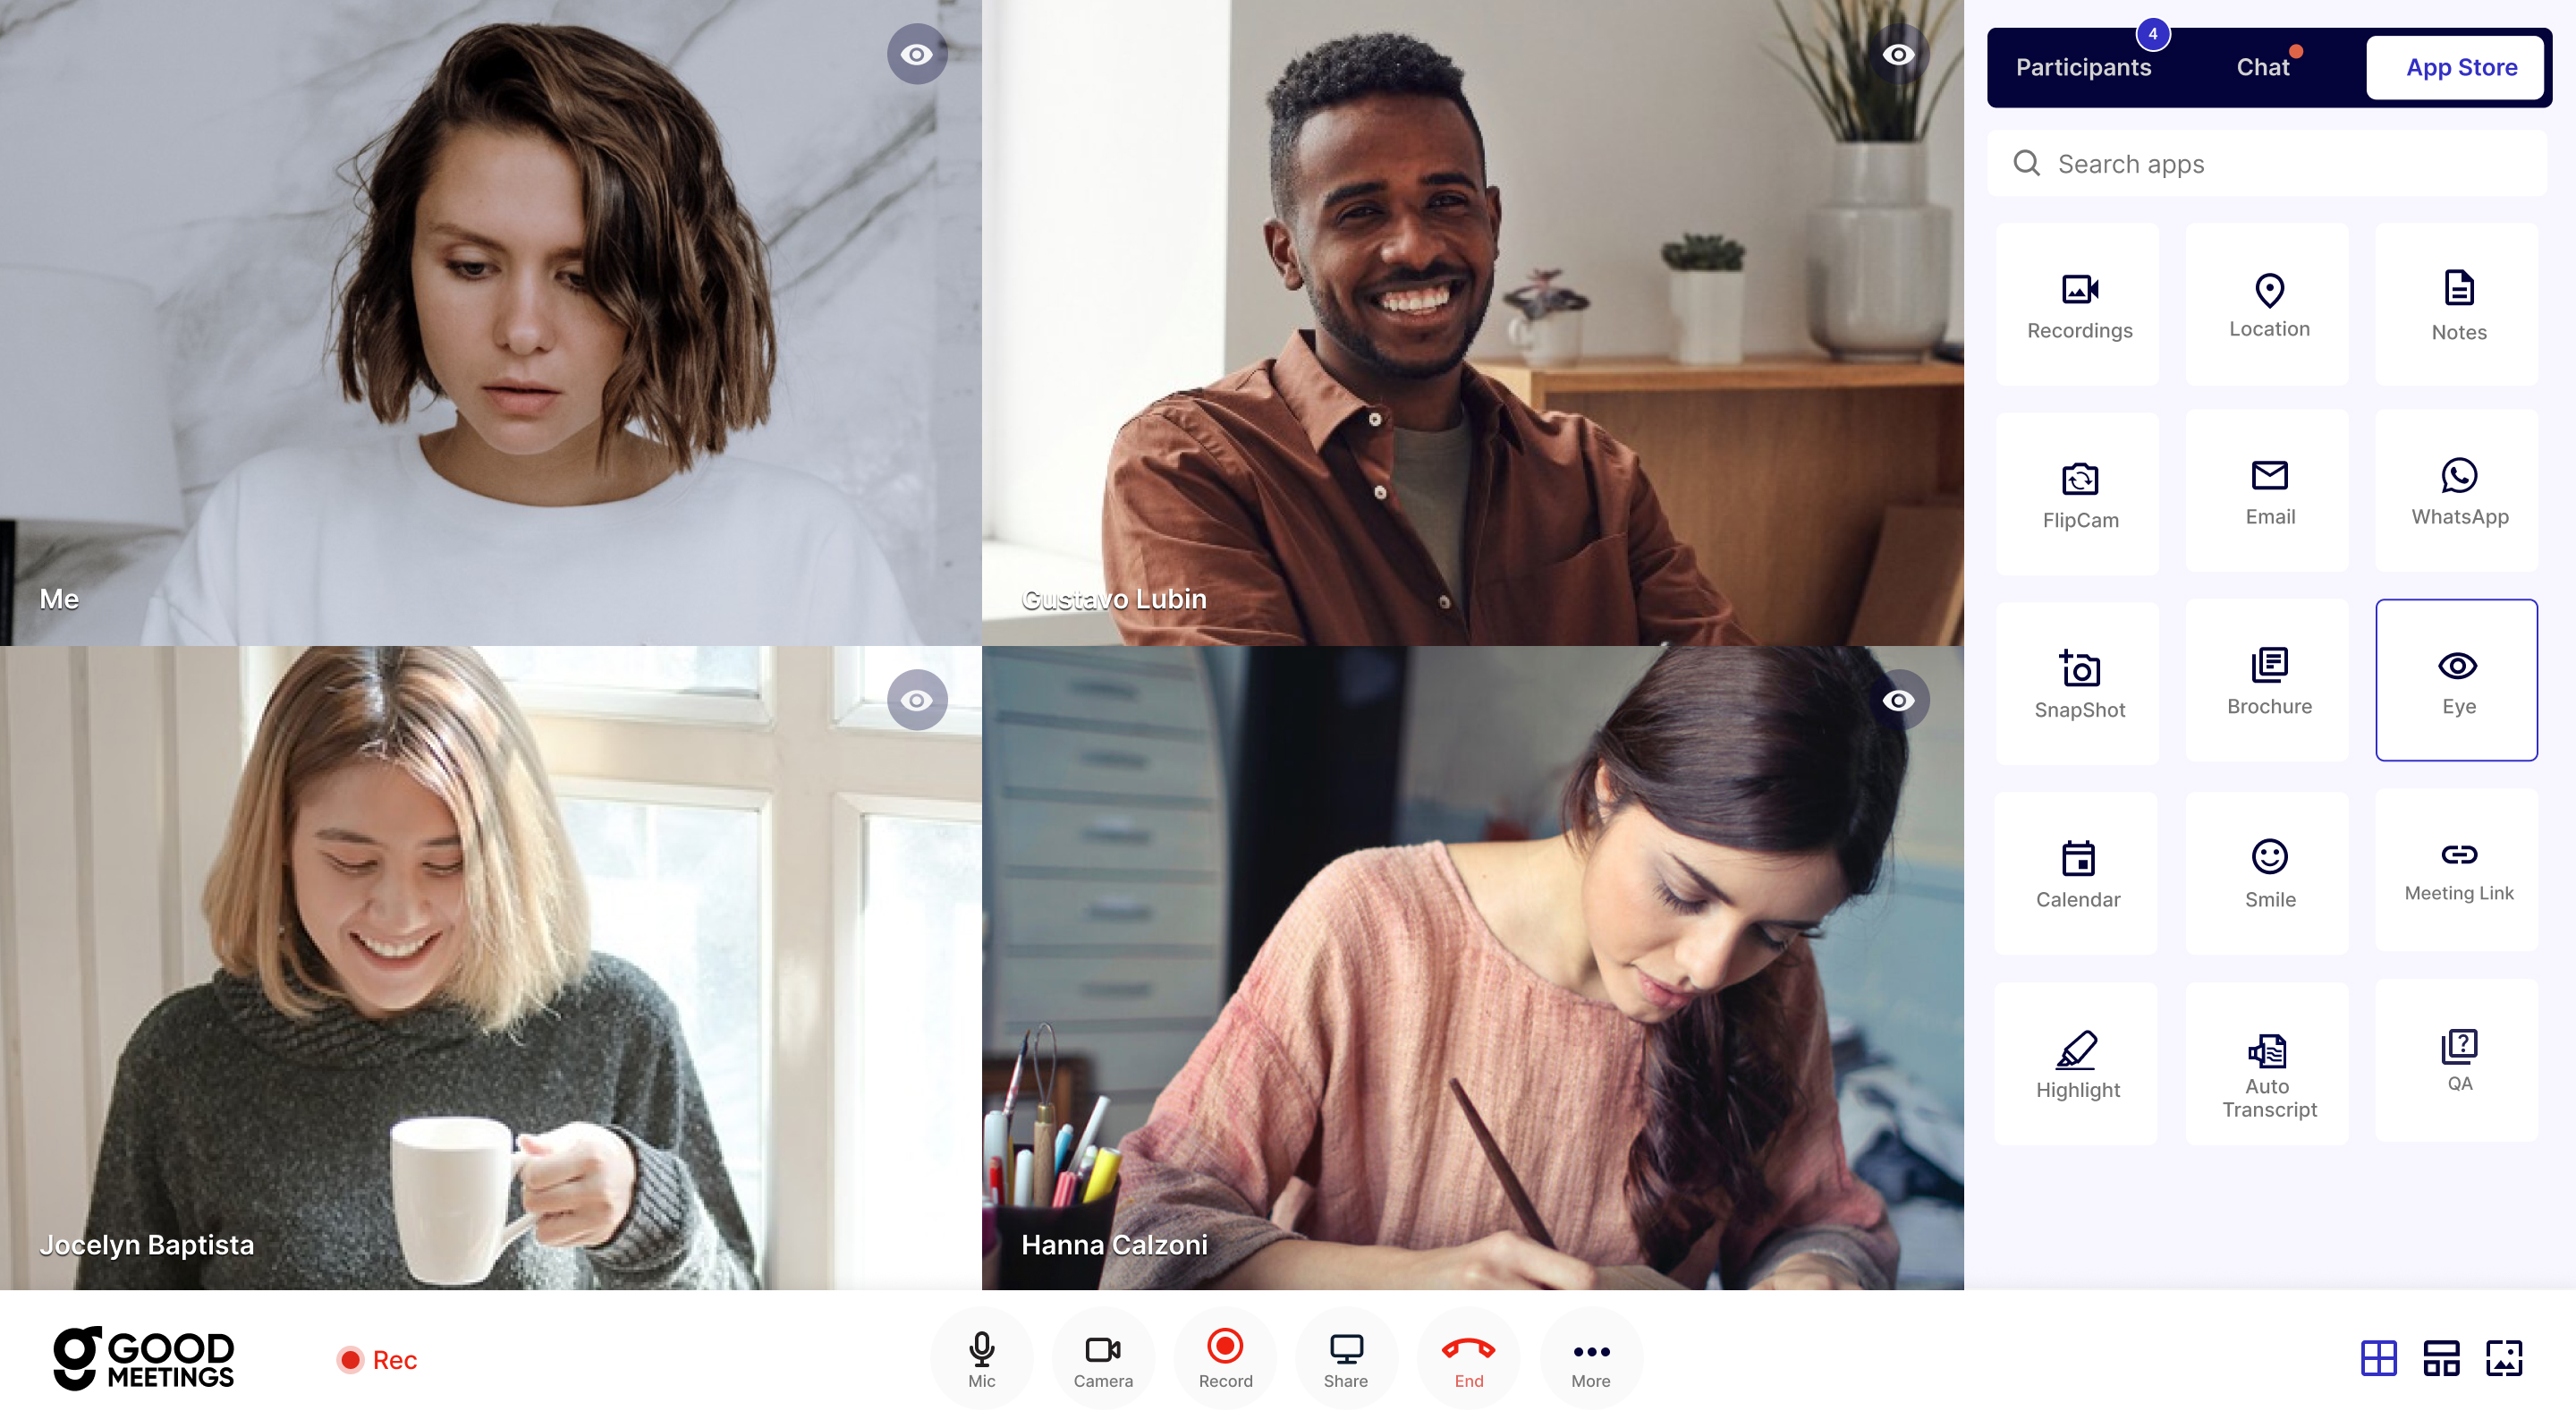 Participants
4
Chat
App Store
Search apps
Recordings
Location
Notes
FlipCam
Email
WhatsApp
SnapShot
Brochure
Eye
Calendar
Smile
Meeting Link
Highlight
Auto
Transcript
QA
Me
Gustavo Lubin
Jocelyn Baptista
Hanna Calzoni
GOOD
MEETINGS
Rec
Mic
Camera
Record
Share
End
More